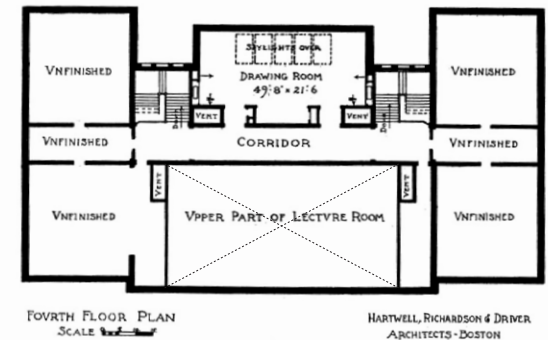 VNFINISHED
SKYLIGHTS OVER
VNFINISHED
DRAWING ROOM
49'-8" × 21'-6
VENT
VENT
VNFINISHED
CORRIDOR
VNFINISHED
VENT
VENT
VNFINISHED
VPPER PART OF LECTVRE ROOM
VNFINISHED
FOVRTH FLOOR PLAN
SCALE
HARTWELL, RICHARDSON & DRIVER
ARCHITECTS - BOSTON